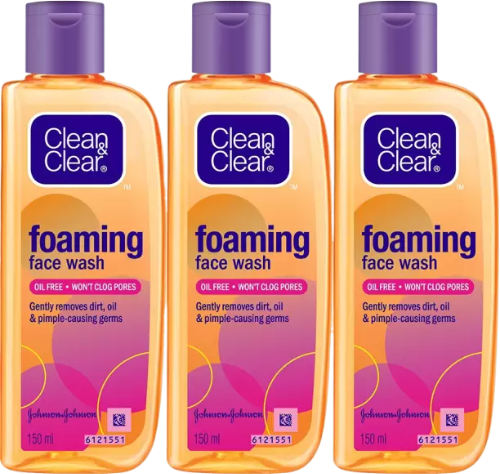 Clean
&
Clear®
™
foaming
face wash
OIL FREE • WON'T CLOG PORES
Gently removes dirt, oil
& pimple-causing germs
Johnson&Johnson
150 ml
6121551
Clean
&
Clear®
™
foaming
face wash
OIL FREE • WON'T CLOG PORES
Gently removes dirt, oil
& pimple-causing germs
Johnson&Johnson
150 ml
6121551
Clean
&
Clear®
™
foaming
face wash
OIL FREE • WON'T CLOG PORES
Gently removes dirt, oil
& pimple-causing germs
Johnson&Johnson
150 ml
6121551